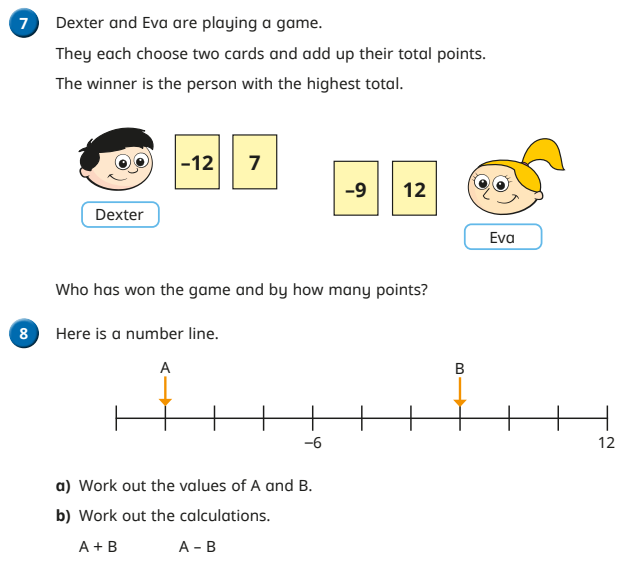 7 Dexter and Eva are playing a game.
They each choose two cards and add up their total points.
The winner is the person with the highest total.
–12 7
–9 12
Dexter
Eva
Who has won the game and by how many points?
8 Here is a number line.
A B
–6 12
a) Work out the values of A and B.
b) Work out the calculations.
A + B A – B